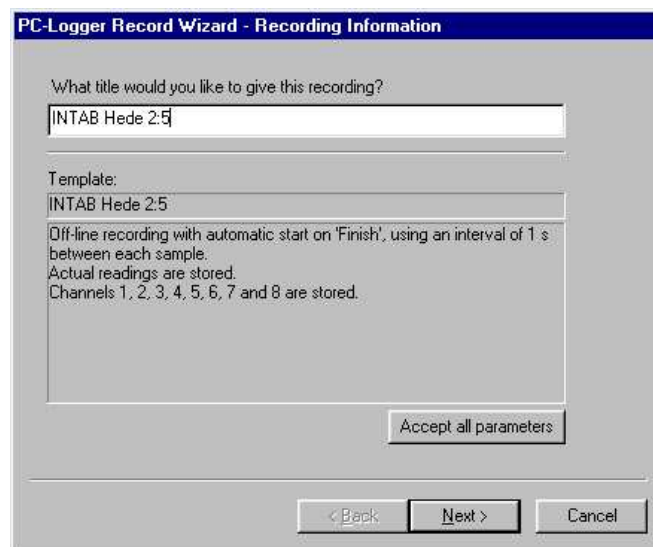 PC-Logger Record Wizard - Recording Information
What title would you like to give this recording?
INTAB Hede 2:5
Template:
INTAB Hede 2:5
Off-line recording with automatic start on 'Finish', using an interval of 1 s
between each sample.
Actual readings are stored.
Channels 1, 2, 3, 4, 5, 6, 7 and 8 are stored.
Accept all parameters
< Back Next > Cancel